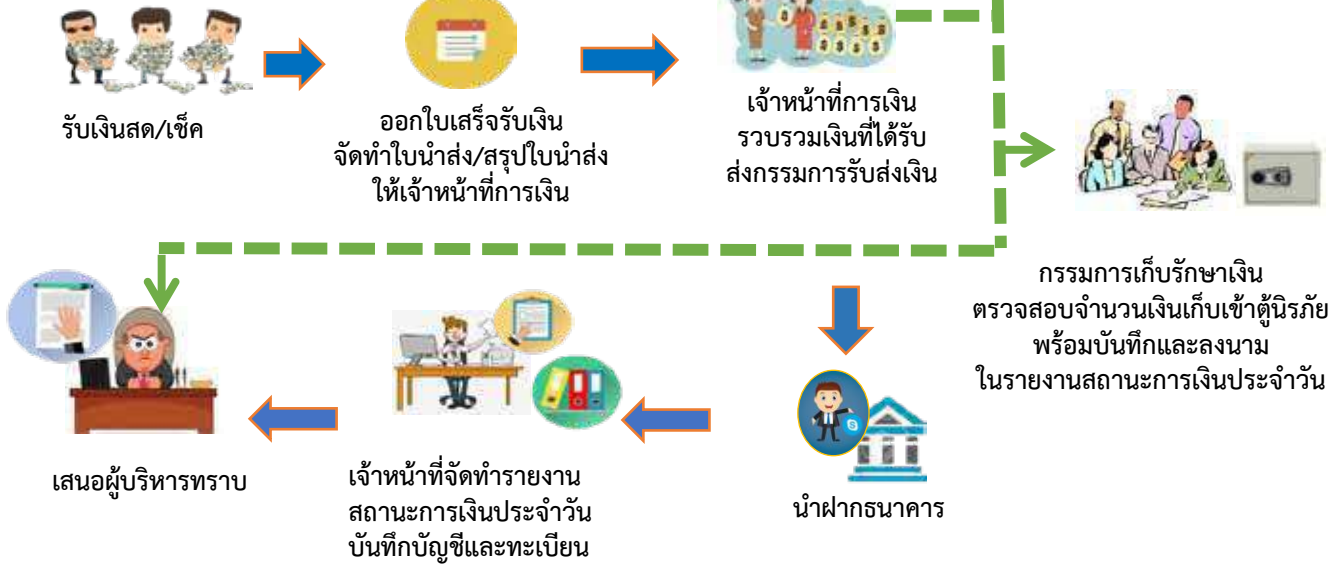 รับเงินสด/เช็ค
ออกใบเสร็จรับเงิน
จัดทำใบนำส่ง/สรุปใบนำส่ง
ให้เจ้าหน้าที่การเงิน
เจ้าหน้าที่การเงิน
รวบรวมเงินที่ได้รับ
ส่งกรรมการรับส่งเงิน
กรรมการเก็บรักษาเงิน
ตรวจสอบจำนวนเงินเก็บเข้าตู้นิรภัย
พร้อมบันทึกและลงนาม
ในรายงานสถานะการเงินประจำวัน
นำฝากธนาคาร
เจ้าหน้าที่จัดทำรายงาน
สถานะการเงินประจำวัน
บันทึกบัญชีและทะเบียน
เสนอผู้บริหารทราบ